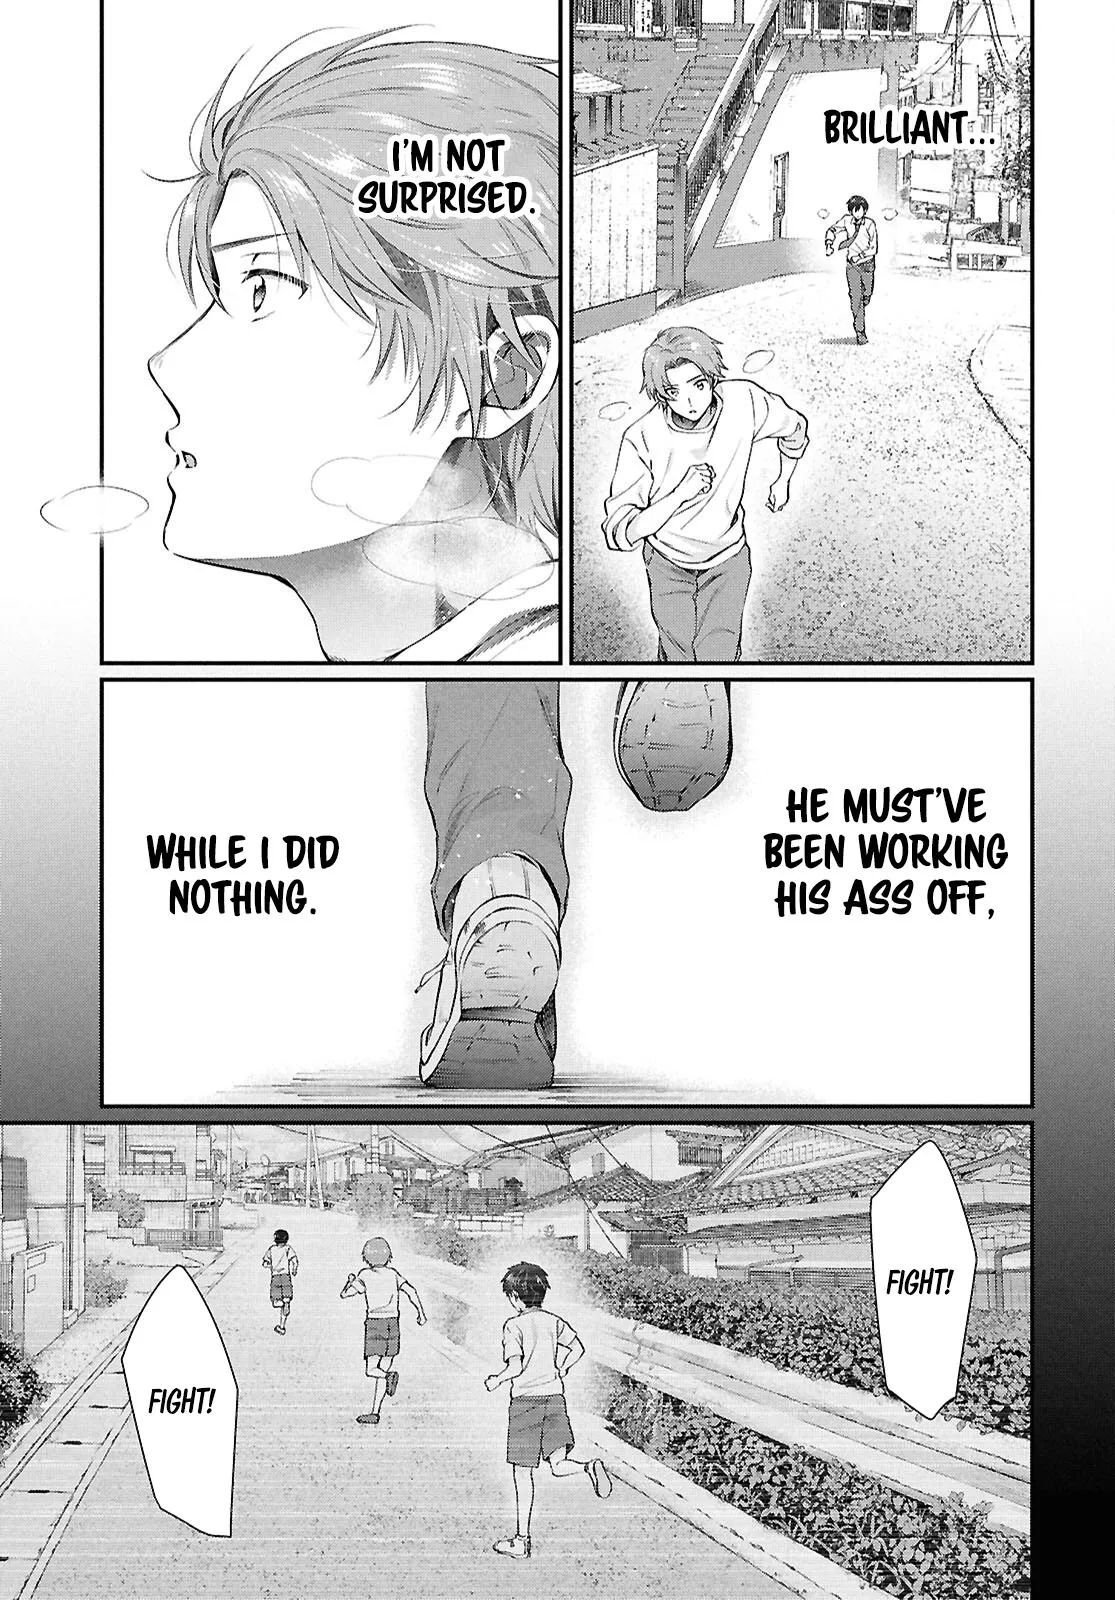 BRILLIANT...
I'M NOT
SURPRISED.
HE MUST'VE
BEEN WORKING
HIS ASS OFF,
WHILE I DID
NOTHING.
FIGHT!
FIGHT!